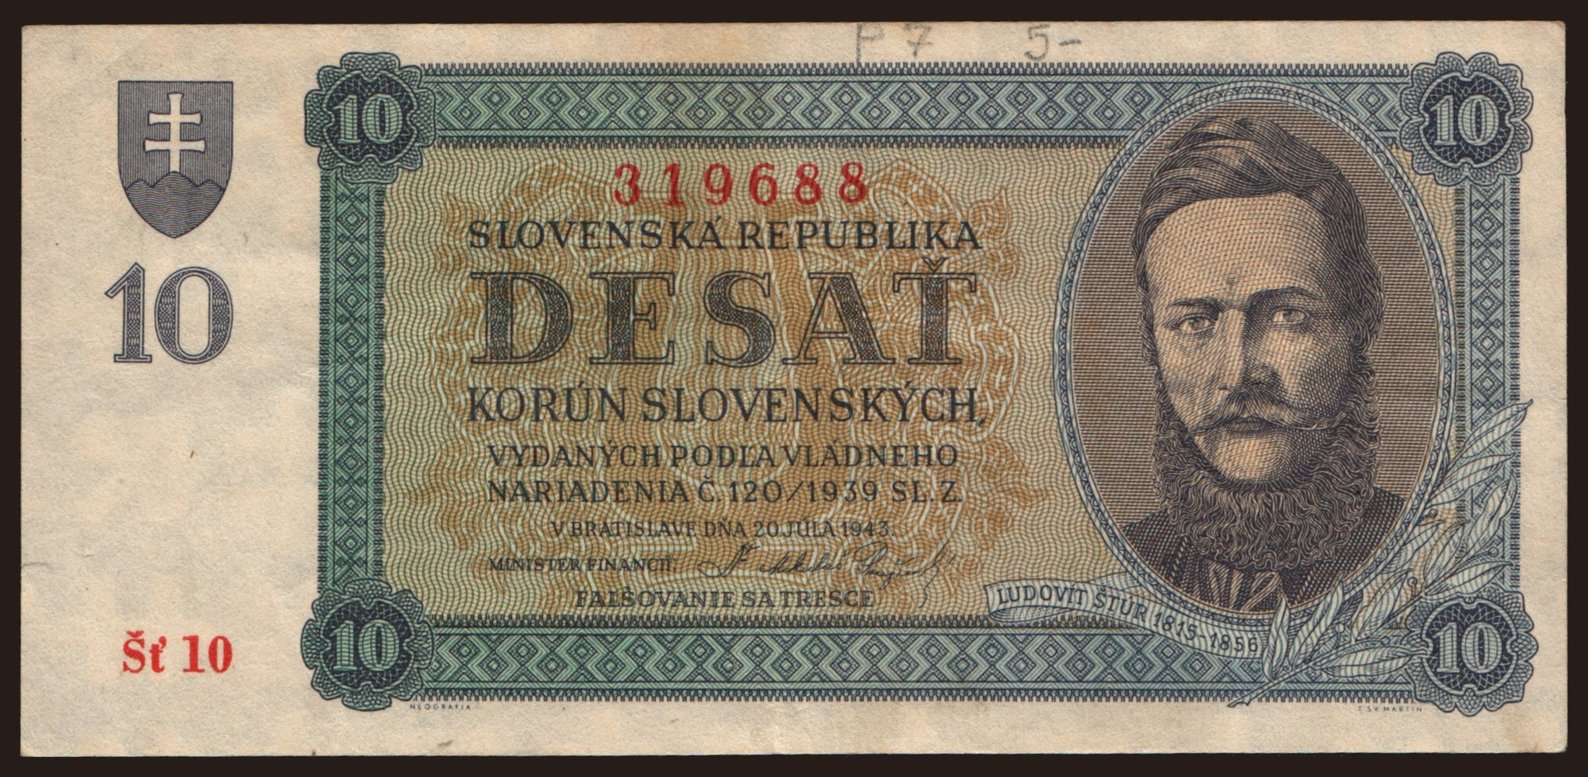 P7 5-
10
10
319688
SLOVENSKÁ REPUBLIKA
10
DESAŤ
KORÚN SLOVENSKÝCH,
VYDANÝCH PODĽA VLÁDNEHO
NARIADENIA Č. 120/1939 SL. Z.
V BRATISLAVE DŇA 20. JÚLA 1943.
MINISTER FINANCIÍ:
FALŠOVANIE SA TRESCE
ĽUDOVÍT ŠTÚR 1815-1856
Šť 10
10
10
NEOGRAFIA
T. SV. MARTIN